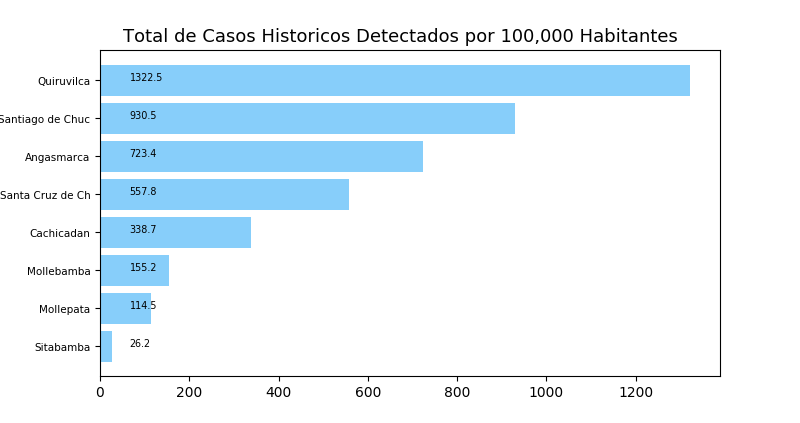 Total de Casos Historicos Detectados por 100,000 Habitantes
Quiruvilca 1322.5
Santiago de Chuc 930.5
Angasmarca 723.4
Santa Cruz de Ch 557.8
Cachicadan 338.7
Mollebamba 155.2
Mollepata 114.5
Sitabamba 26.2
0 200 400 600 800 1000 1200